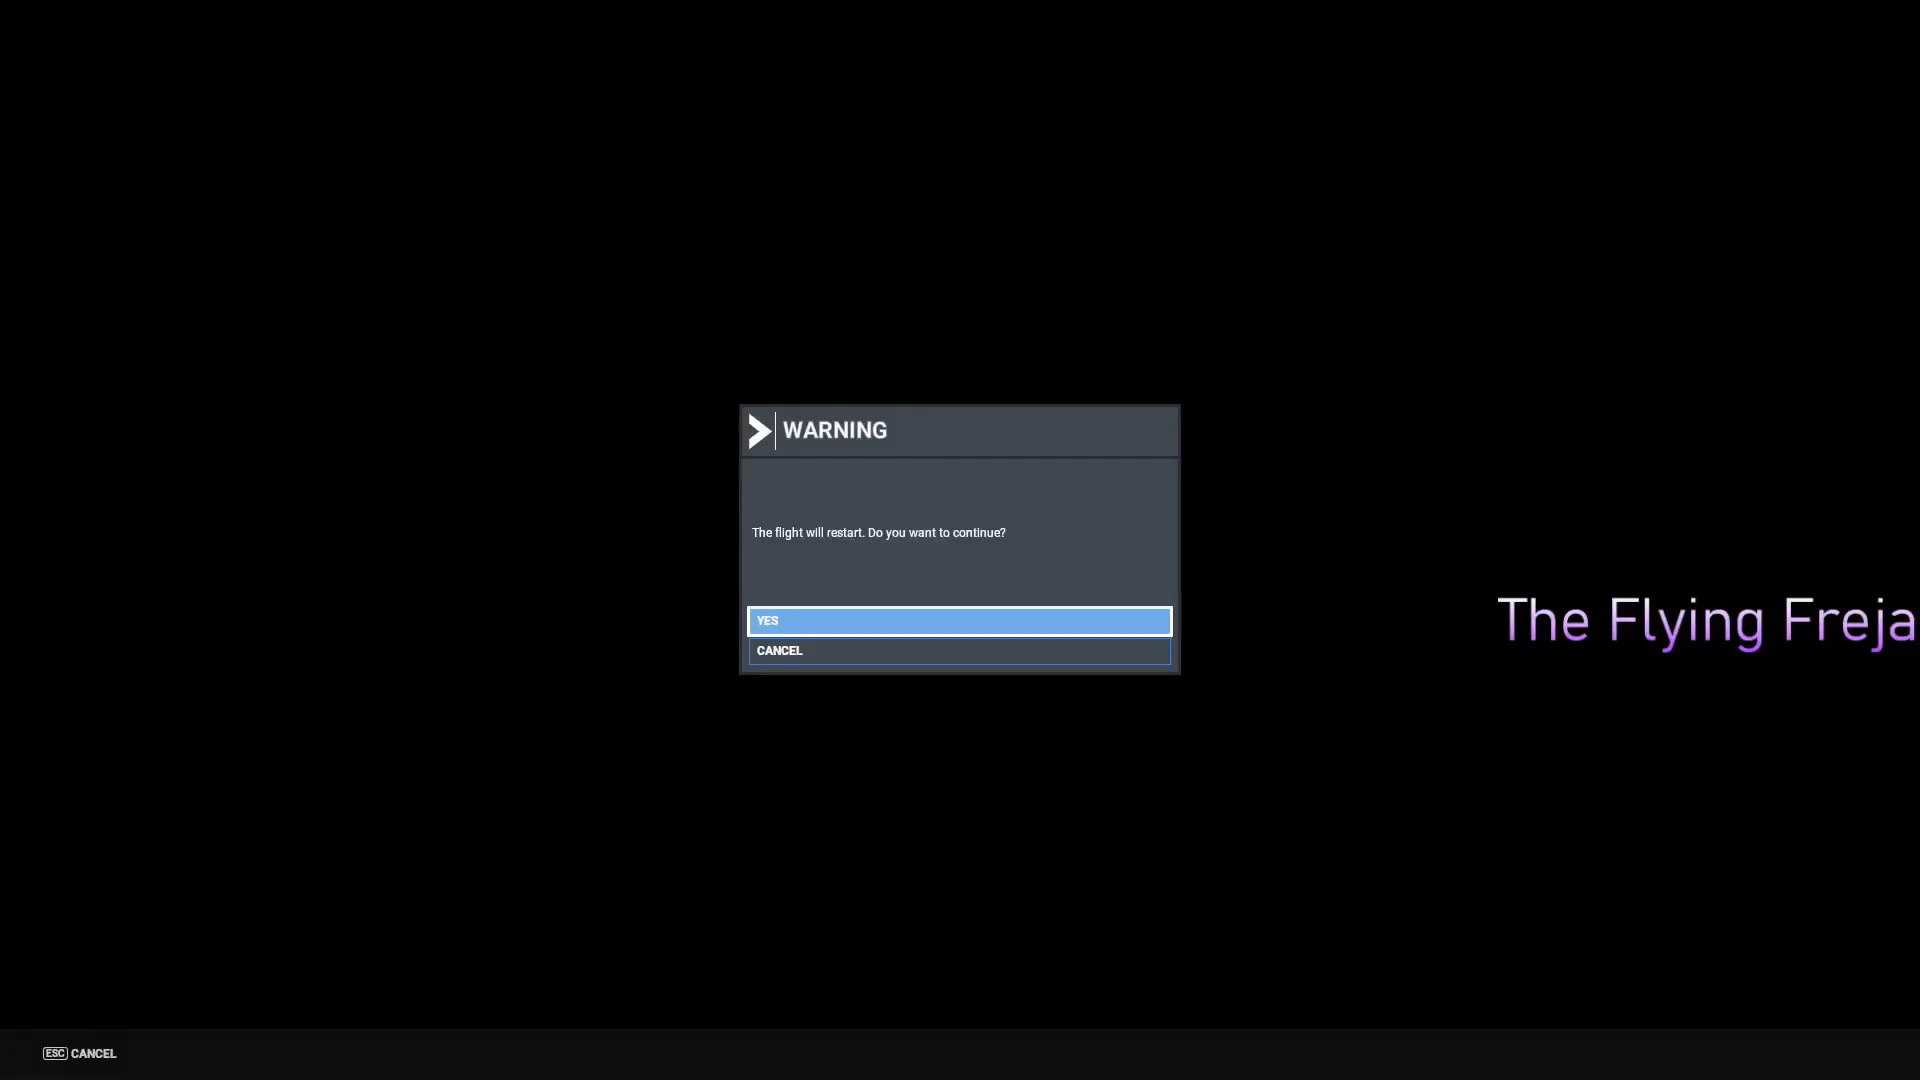 WARNING
The flight will restart. Do you want to continue?
YES
CANCEL
The Flying Freja
ESC CANCEL